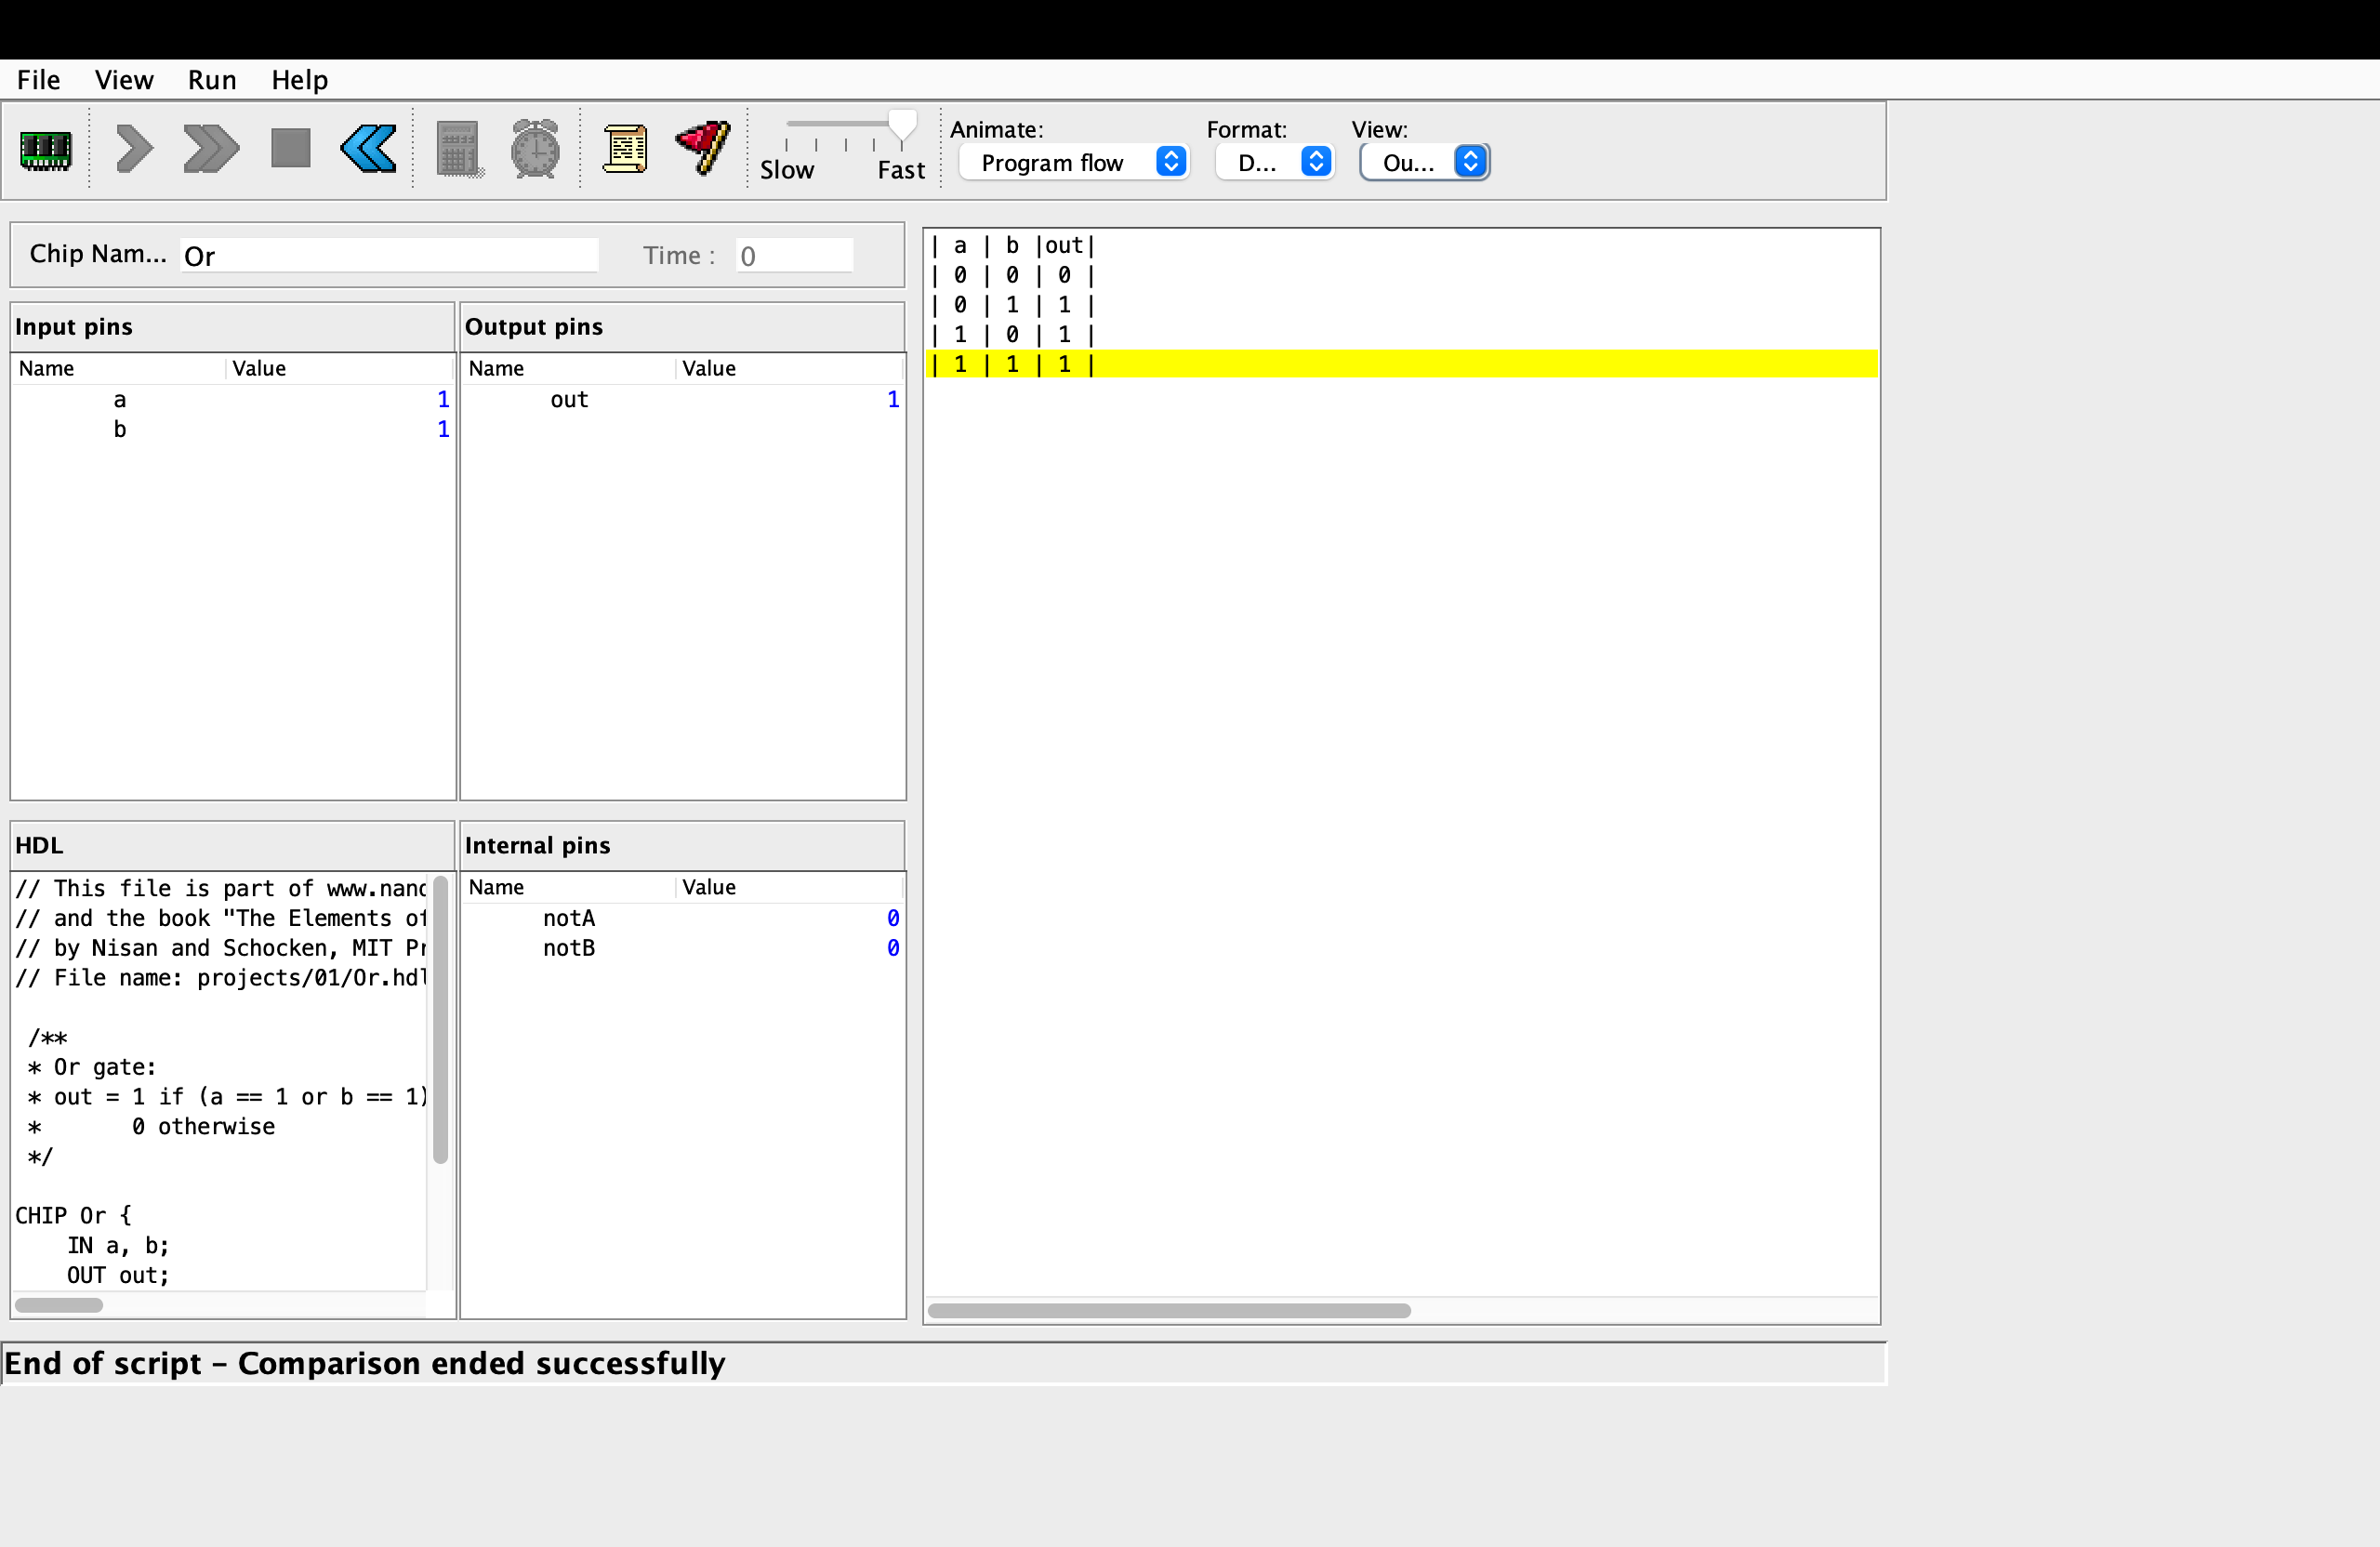 File View Run Help
Animate: Format: View:
Slow Fast Program flow D... Ou...
Chip Nam... Or Time : 0
Input pins
Name Value
a 1
b 1
Output pins
Name Value
out 1
HDL
// This file is part of www.nand
// and the book "The Elements of
// by Nisan and Schocken, MIT Pr
// File name: projects/01/Or.hdl
/**
* Or gate:
* out = 1 if (a == 1 or b == 1)
* 0 otherwise
*/
CHIP Or {
IN a, b;
OUT out;
Internal pins
Name Value
notA 0
notB 0
| a | b |out|
| 0 | 0 | 0 |
| 0 | 1 | 1 |
| 1 | 0 | 1 |
| 1 | 1 | 1 |
End of script – Comparison ended successfully